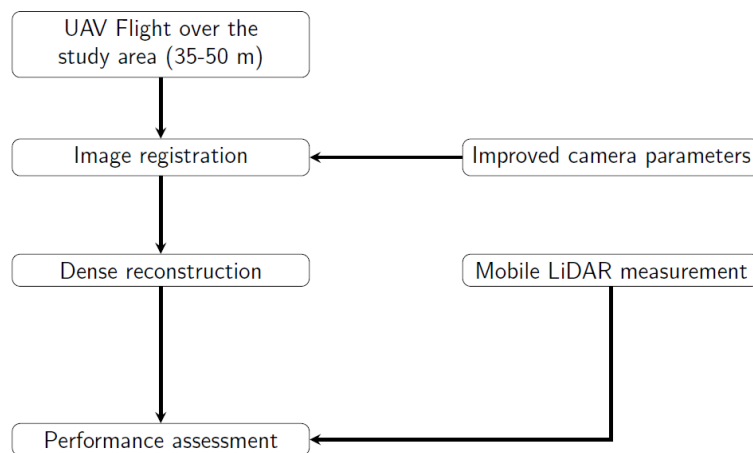 UAV Flight over the
study area (35-50 m)
Image registration
Improved camera parameters
Dense reconstruction
Mobile LiDAR measurement
Performance assessment